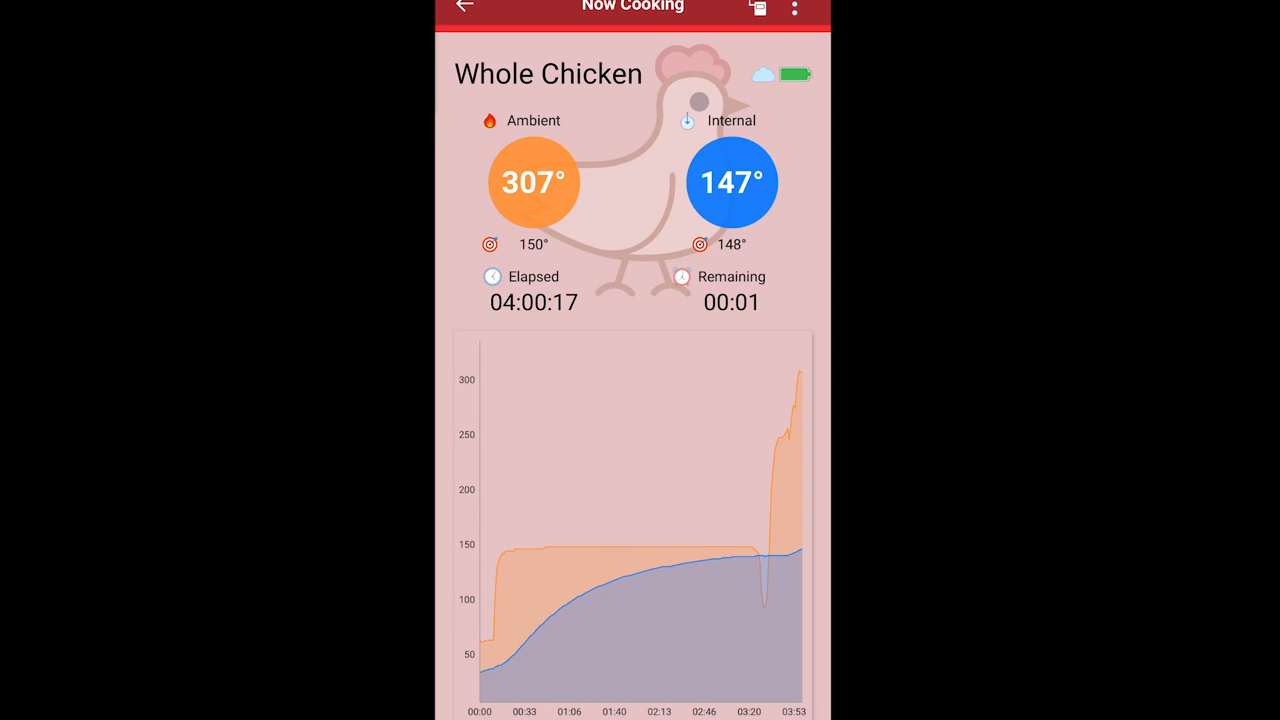 Now Cooking
Whole Chicken
Ambient
Internal
307°
147°
150°
148°
Elapsed
Remaining
04:00:17
00:01
300
250
200
150
100
50
00:00 00:33 01:06 01:40 02:13 02:46 03:20 03:53